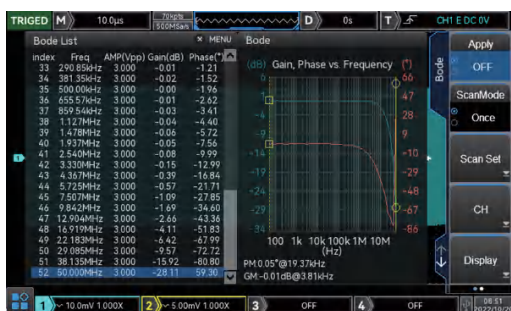 TRIGED M 10.0µs 70kpts 500MSa/s D 0s T CH1 E DC 0V
Bode List × MENU
index Freq AMP(Vpp) Gain(dB) Phase(°)
33 290.85kHz 3.000 -0.01 -1.21
34 381.35kHz 3.000 -0.02 -1.52
35 500.00kHz 3.000 -0.00 -1.96
36 655.57kHz 3.000 -0.01 -2.62
37 859.54kHz 3.000 -0.03 -3.41
38 1.127MHz 3.000 -0.04 -4.40
39 1.478MHz 3.000 -0.06 -5.72
40 1.937MHz 3.000 -0.05 -7.56
41 2.540MHz 3.000 -0.08 -9.99
42 3.330MHz 3.000 -0.15 -12.99
43 4.367MHz 3.000 -0.39 -16.84
44 5.725MHz 3.000 -0.57 -21.71
45 7.507MHz 3.000 -1.09 -27.85
46 9.842MHz 3.000 -1.69 -34.60
47 12.904MHz 3.000 -2.66 -43.36
48 16.919MHz 3.000 -4.11 -51.83
49 22.183MHz 3.000 -6.42 -67.99
50 29.085MHz 3.000 -9.57 -72.72
51 38.135MHz 3.000 -15.92 -80.80
52 50.000MHz 3.000 -28.11 59.30
Bode
(dB) Gain, Phase vs. Frequency (°)
6 66
1 47
-4 28
-9 9
-14 -10
-19 -29
-24 -48
-29 -67
-34 -86
100 1k 10k 100k 1M 10M
(Hz)
PM:0.05°@19.37kHz
GM:-0.01dB@3.81kHz
Bode
Apply
OFF
ScanMode
Once
Scan Set
CH
Display
1 10.0mV 1.000X 2 5.00mV 1.000X 3 OFF 4 OFF 08:51